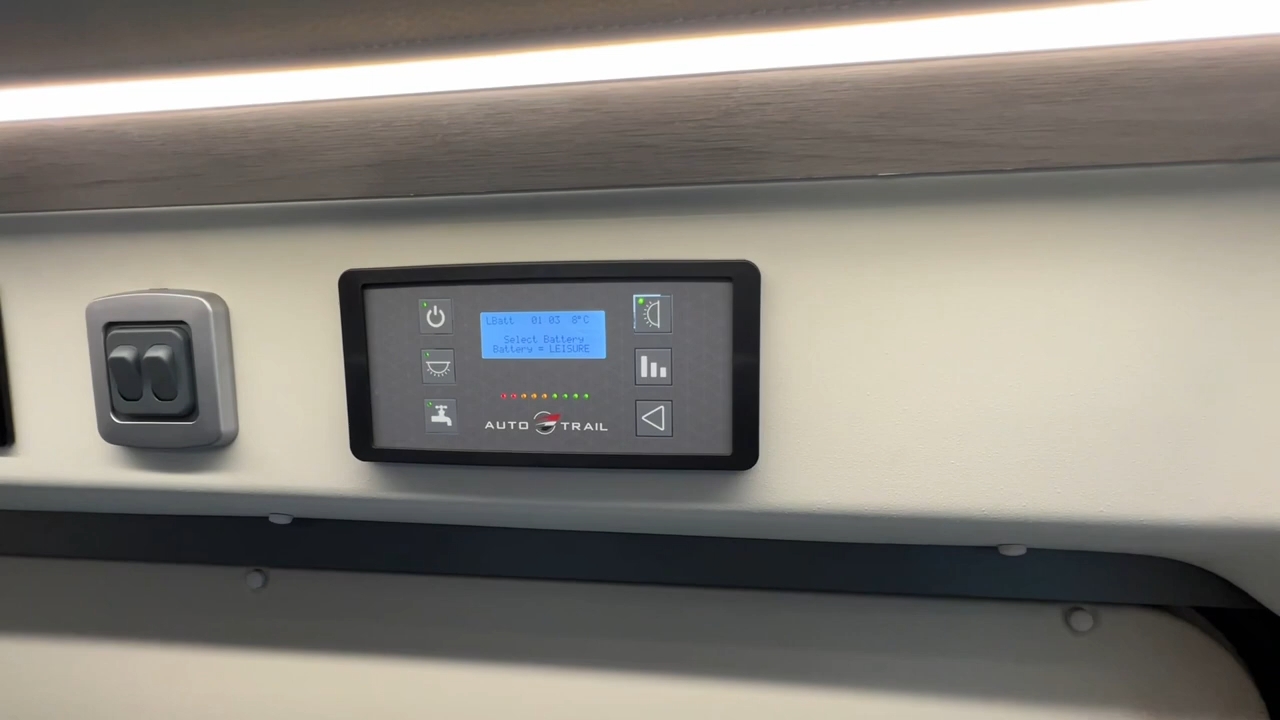 LBatt 01 03 8°C
Select Battery
Battery = LEISURE
AUTO TRAIL